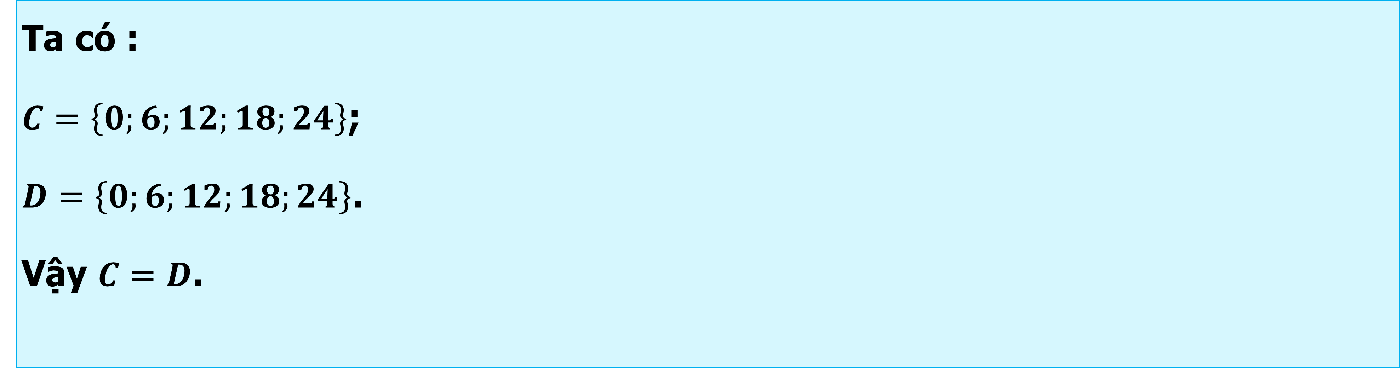 Ta có :
C = {0; 6; 12; 18; 24};
D = {0; 6; 12; 18; 24}.
Vậy C = D.